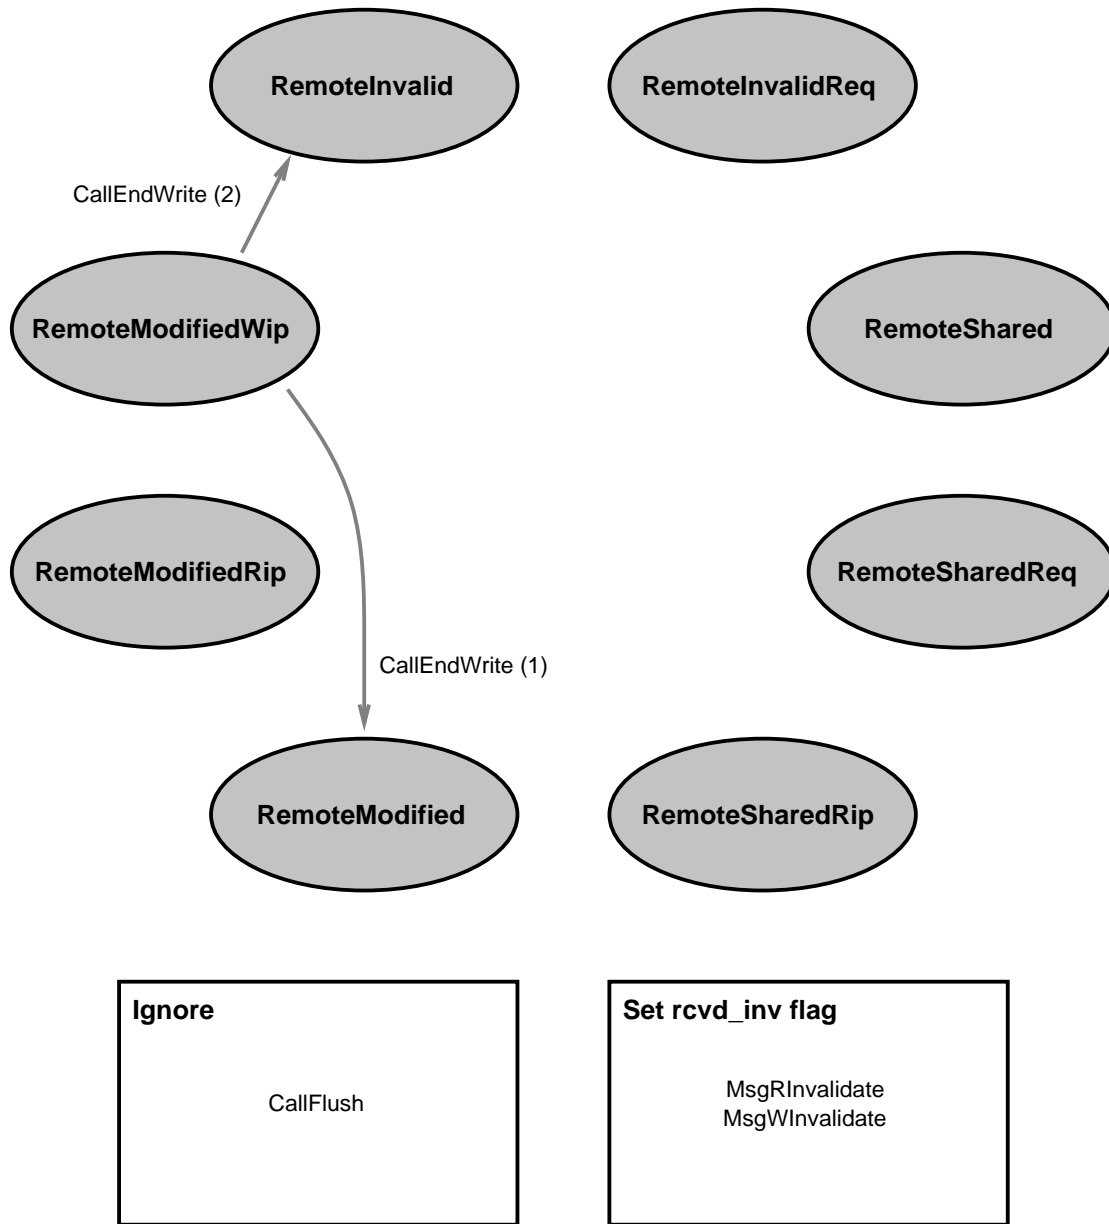 RemoteInvalid
RemoteInvalidReq
CallEndWrite (2)
RemoteModifiedWip
RemoteShared
RemoteModifiedRip
RemoteSharedReq
CallEndWrite (1)
RemoteModified
RemoteSharedRip
Ignore
CallFlush
Set rcvd_inv flag
MsgRInvalidate
MsgWInvalidate